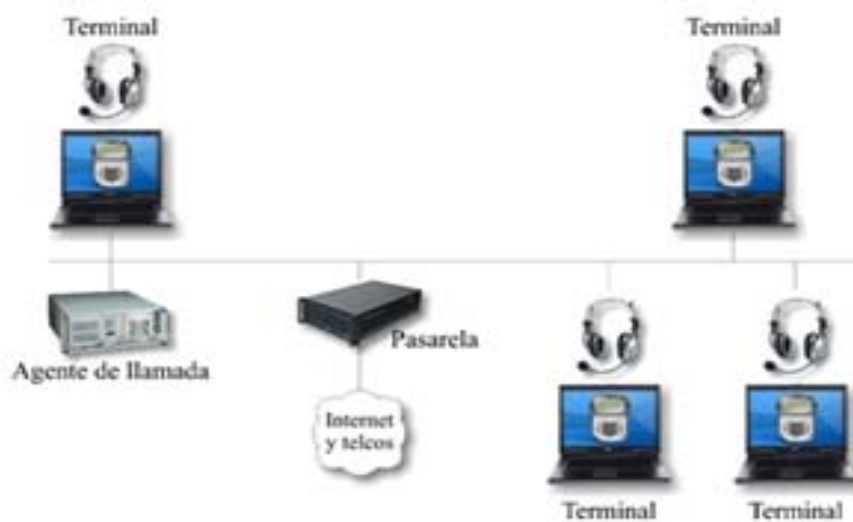 Terminal
Terminal
Agente de llamada
Pasarela
Internet
y telcos
Terminal
Terminal